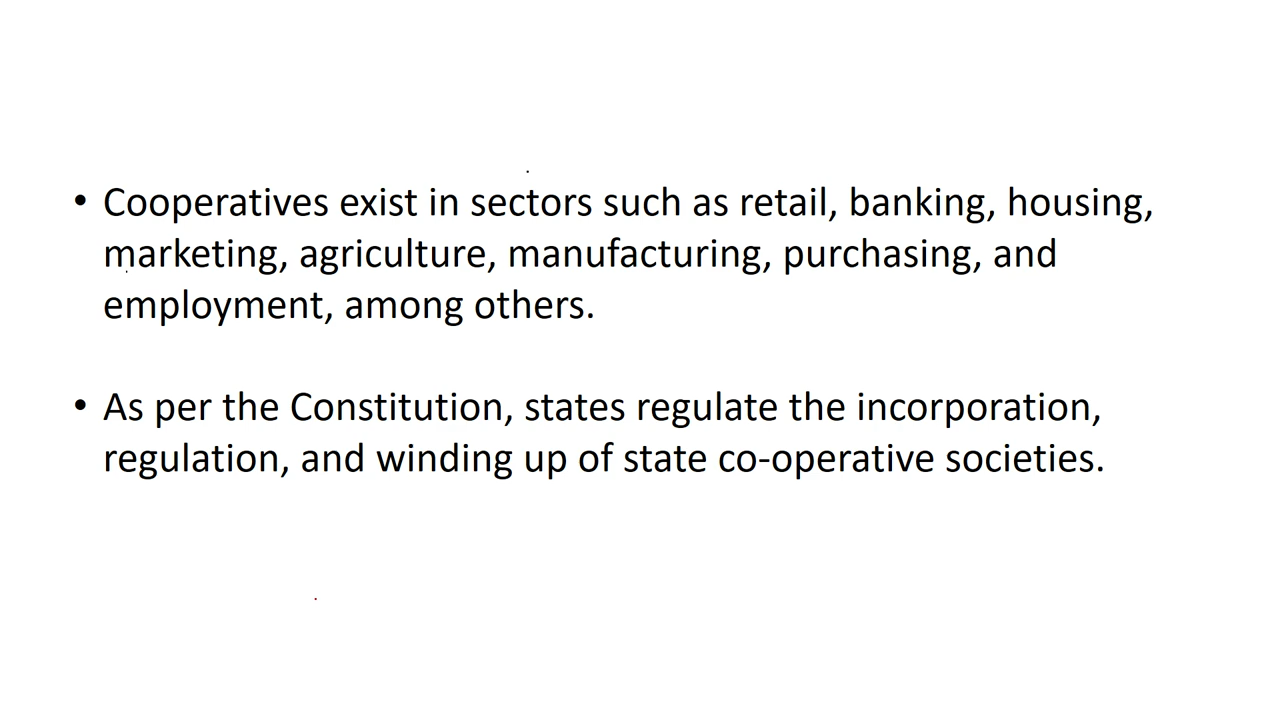 • Cooperatives exist in sectors such as retail, banking, housing,
marketing, agriculture, manufacturing, purchasing, and
employment, among others.
• As per the Constitution, states regulate the incorporation,
regulation, and winding up of state co-operative societies.